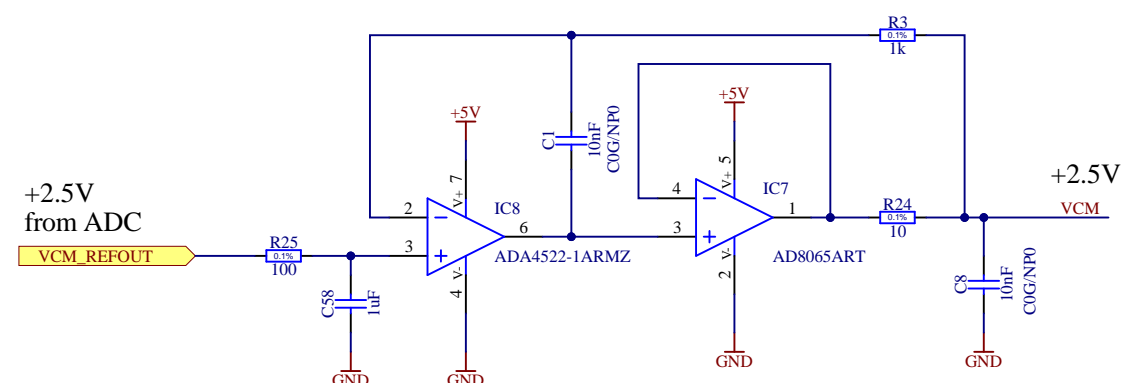 R3
0.1%
1k
+5V
+5V
C1
10nF
C0G/NP0
+2.5V
from ADC
VCM_REFOUT
R25
0.1%
100
C58
1uF
GND
2
3
7
V+
IC8
6
V-
4
ADA4522-1ARMZ
GND
4
3
5
V+
IC7
1
V-
2
AD8065ART
GND
R24
0.1%
10
+2.5V
VCM
C8
10nF
C0G/NP0
GND